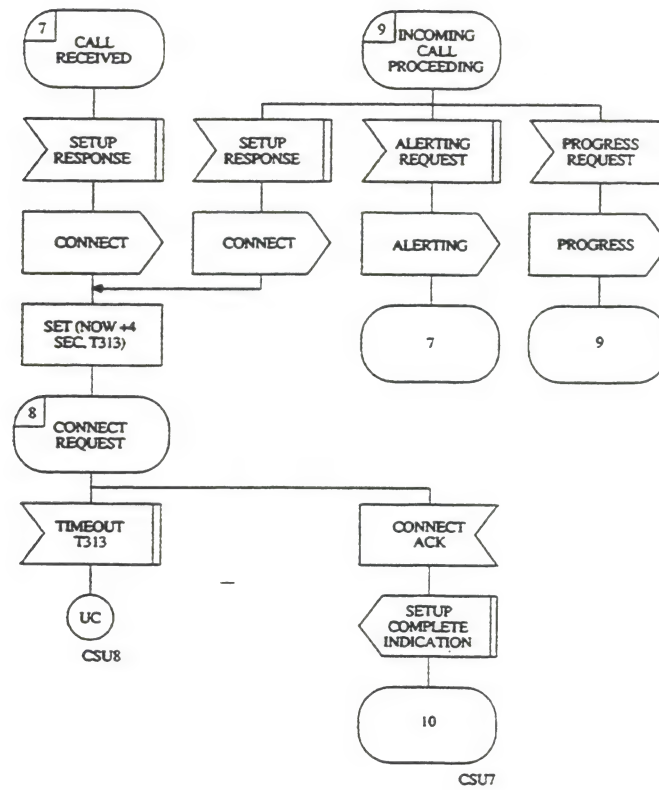 7
CALL
RECEIVED
9
INCOMING
CALL
PROCEEDING
SETUP
RESPONSE
SETUP
RESPONSE
ALERTING
REQUEST
PROGRESS
REQUEST
CONNECT
CONNECT
ALERTING
PROGRESS
SET (NOW +4
SEC, T313)
7
9
8
CONNECT
REQUEST
TIMEOUT
T313
CONNECT
ACK
UC
CSU8
SETUP
COMPLETE
INDICATION
10
CSU7